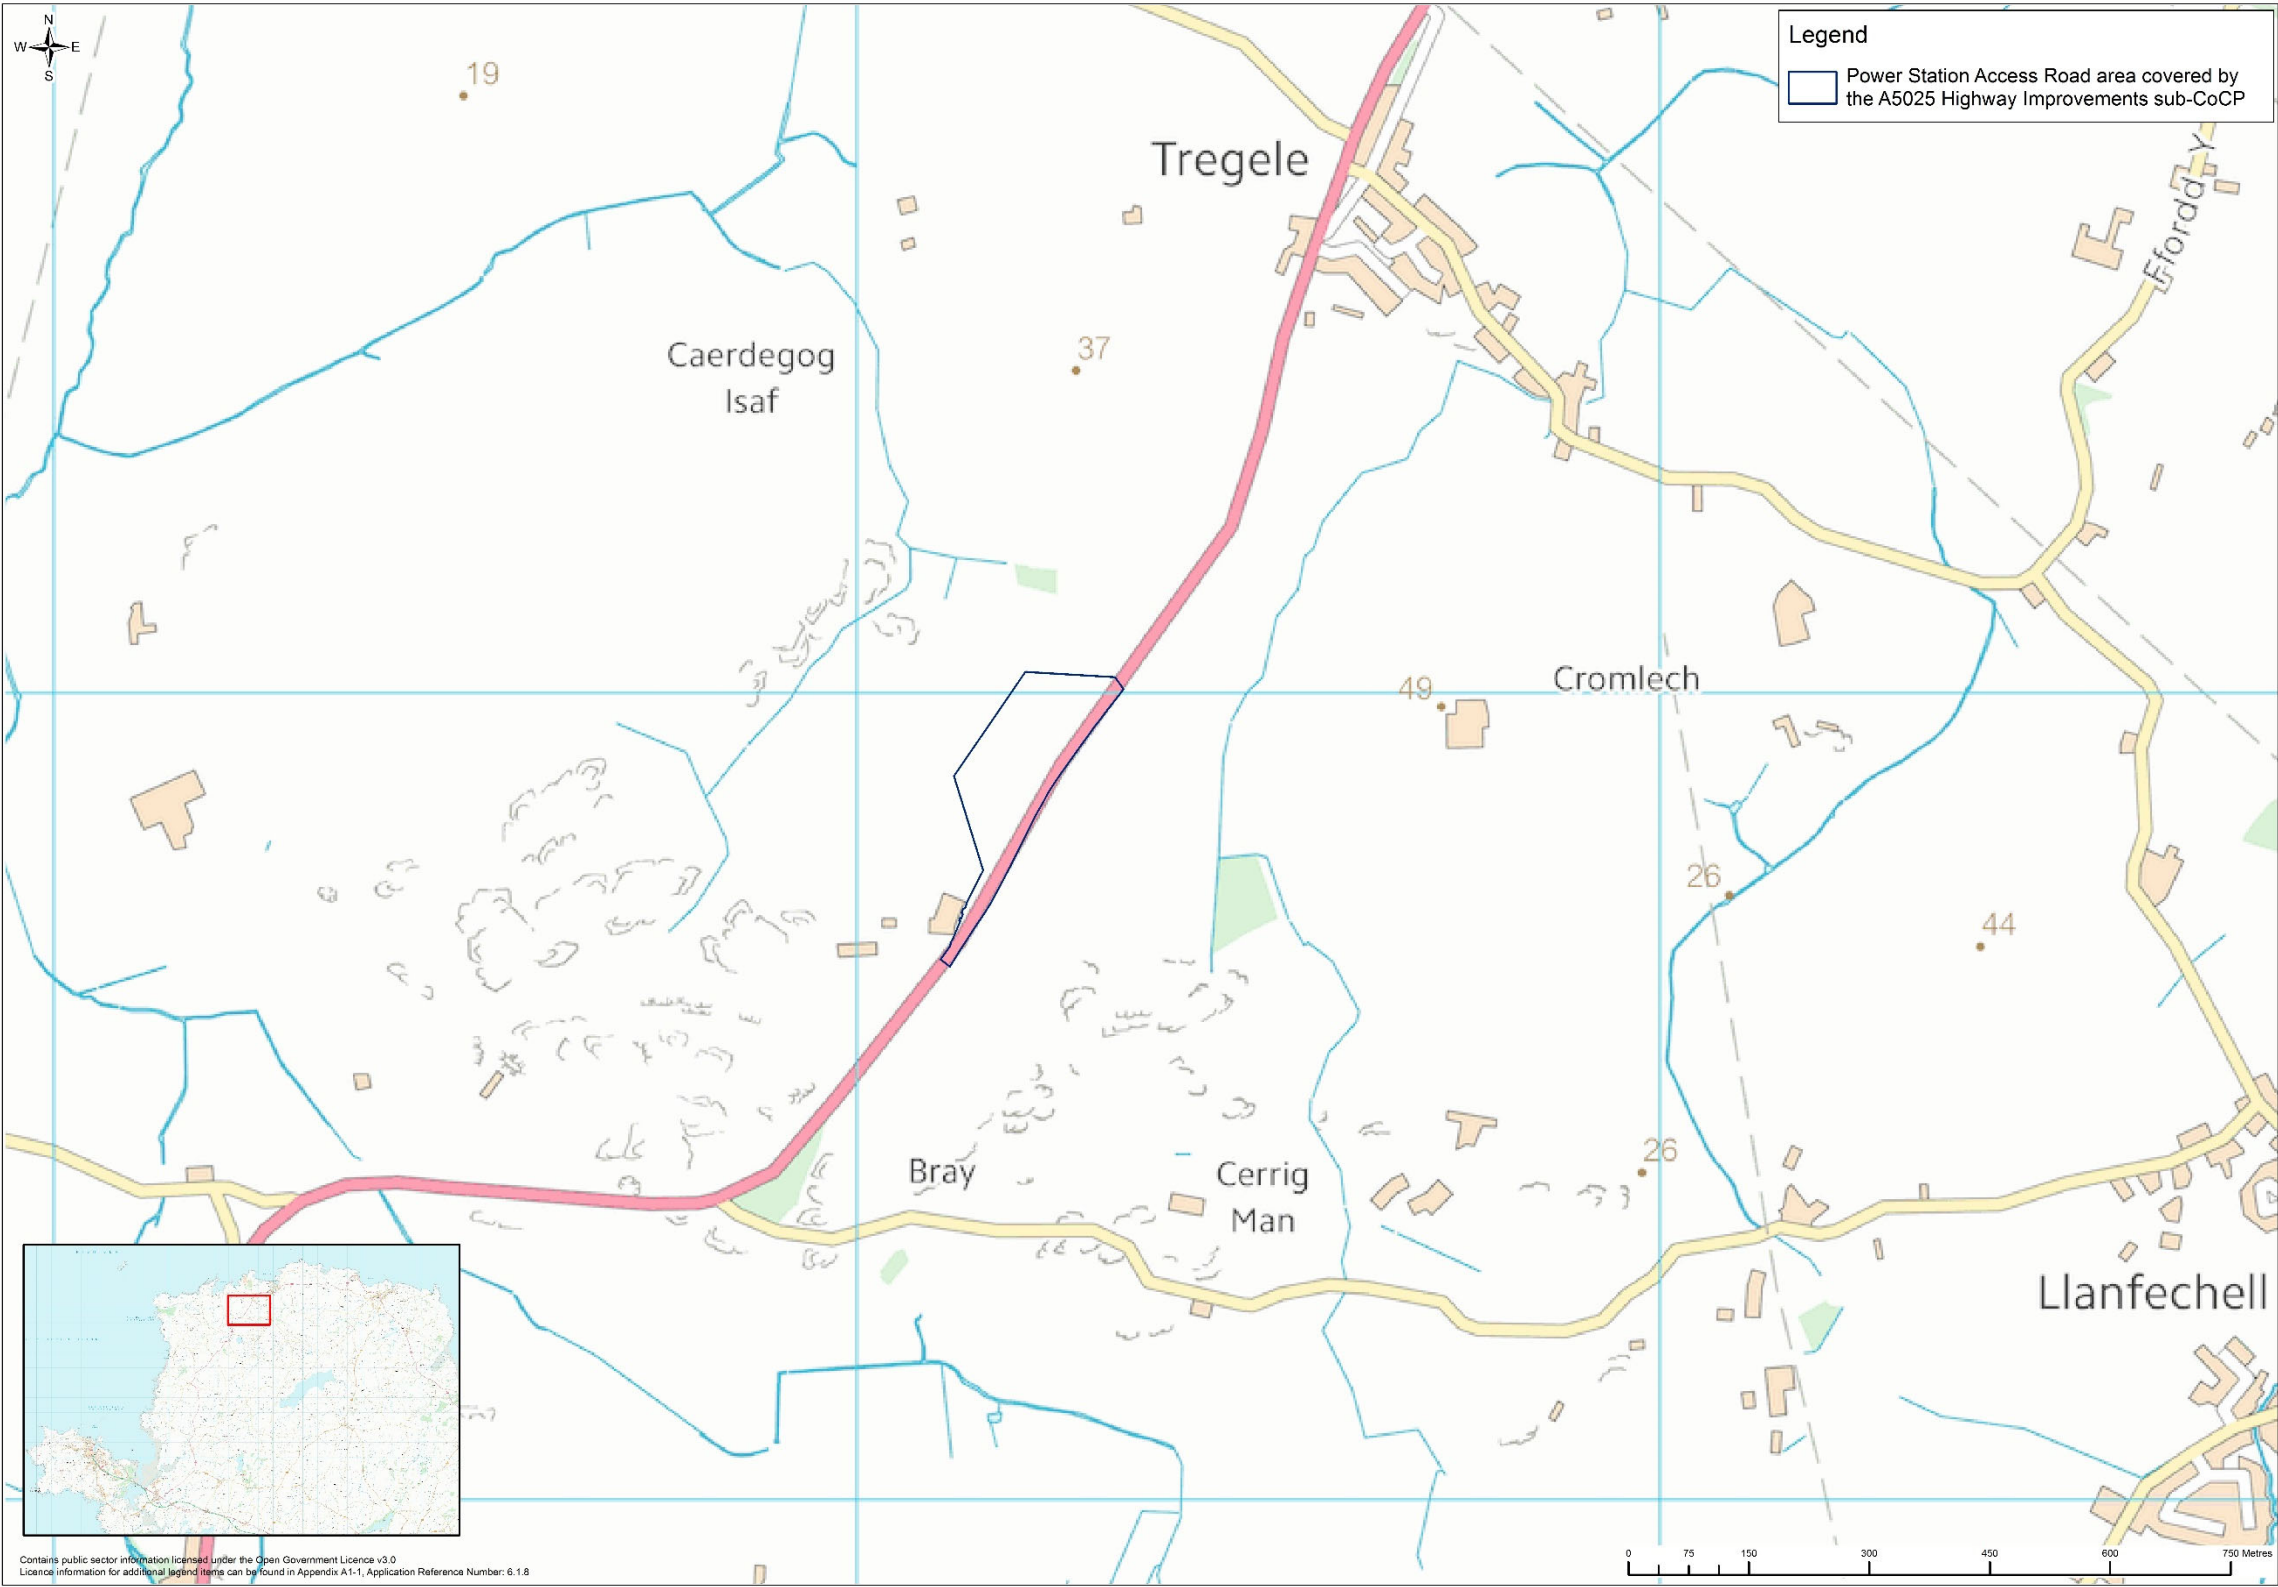 N
W E
S
19
Legend
Power Station Access Road area covered by
the A5025 Highway Improvements sub-CoCP
Tregele
Ffordd Y
Caerdegog
Isaf
37
Cromlech
49
26
44
Bray
Cerrig
Man
26
Llanfechell
0 75 150 300 450 600 750 Metres
Contains public sector information licensed under the Open Government Licence v3.0
Licence information for additional legend items can be found in Appendix A1-1, Application Reference Number: 6.1.8